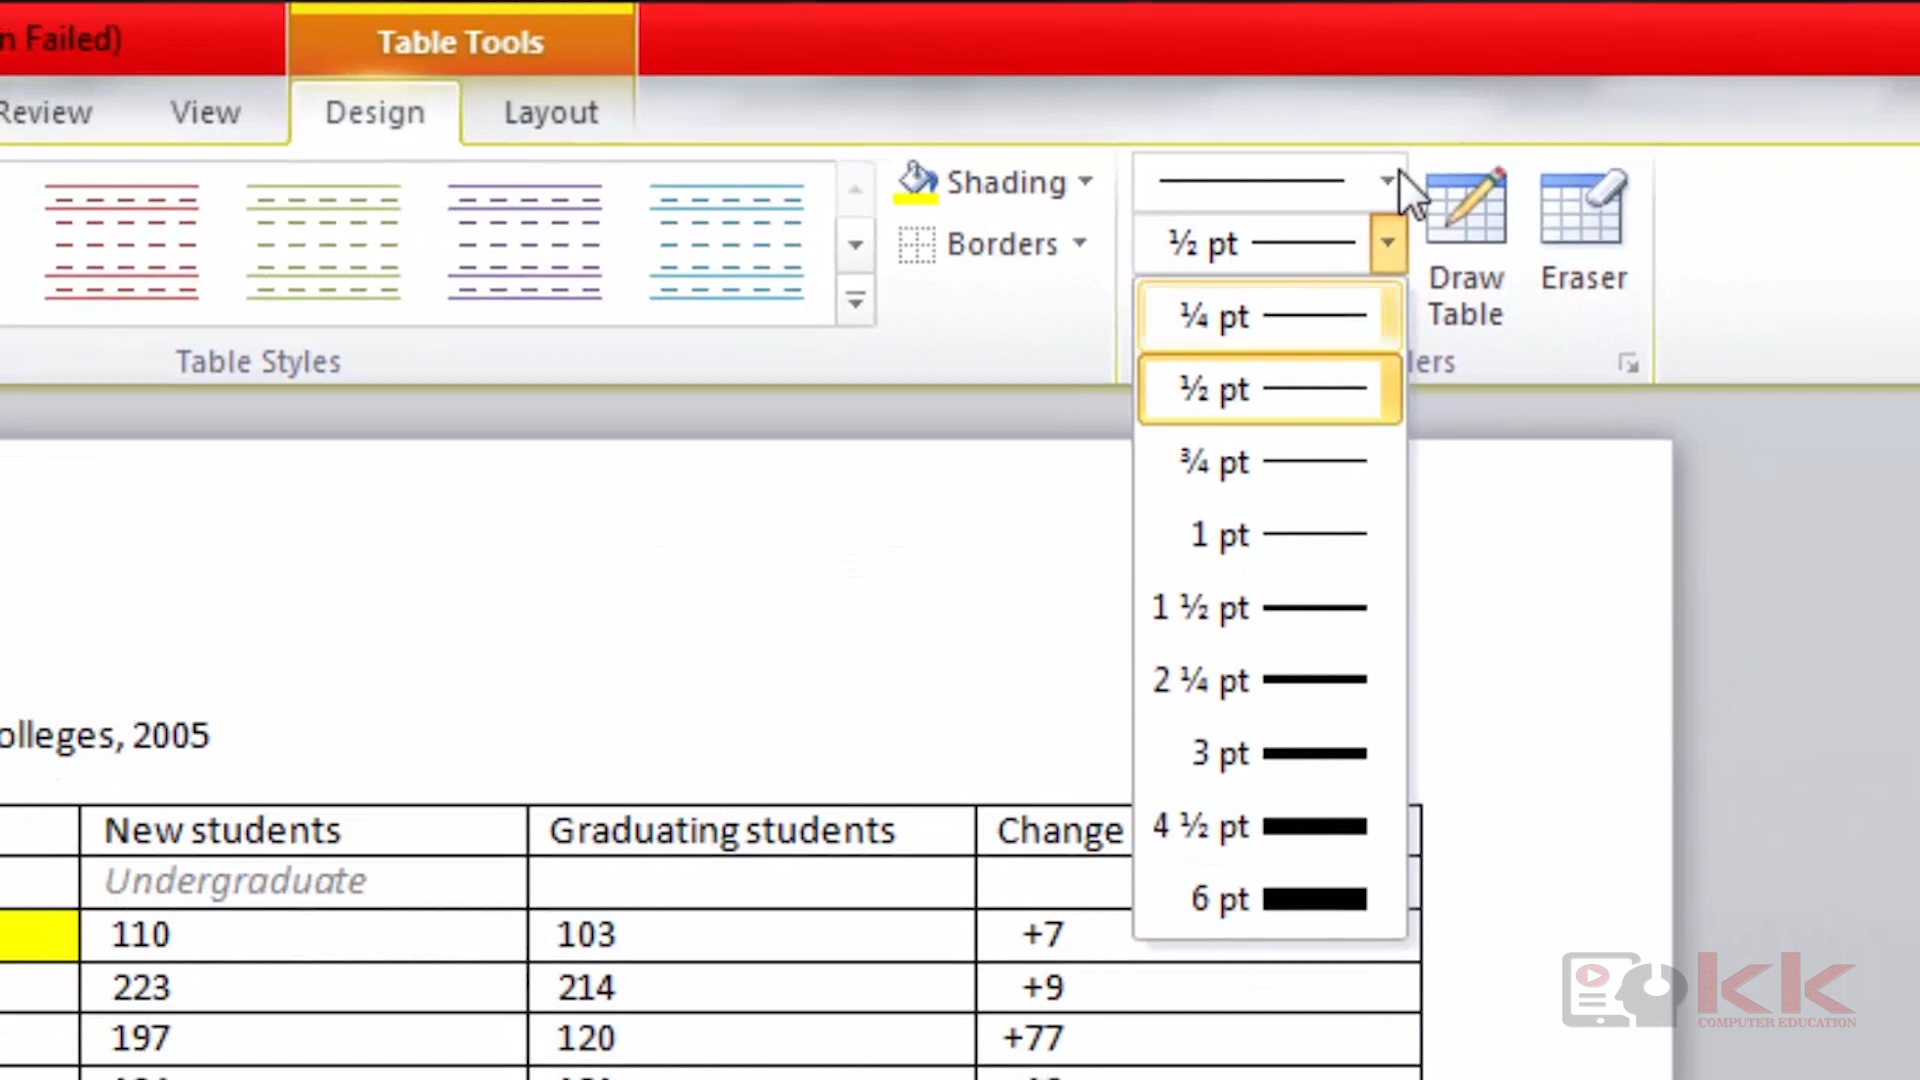 n Failed)
Table Tools
Review View Design Layout
Shading
Borders
½ pt
Draw Table
Eraser
Table Styles
ders
¼ pt
½ pt
¾ pt
1 pt
1 ½ pt
2 ¼ pt
3 pt
4 ½ pt
6 pt
olleges, 2005
New students Graduating students Change
Undergraduate
110 103 +7
223 214 +9
197 120 +77
kk
COMPUTER EDUCATION